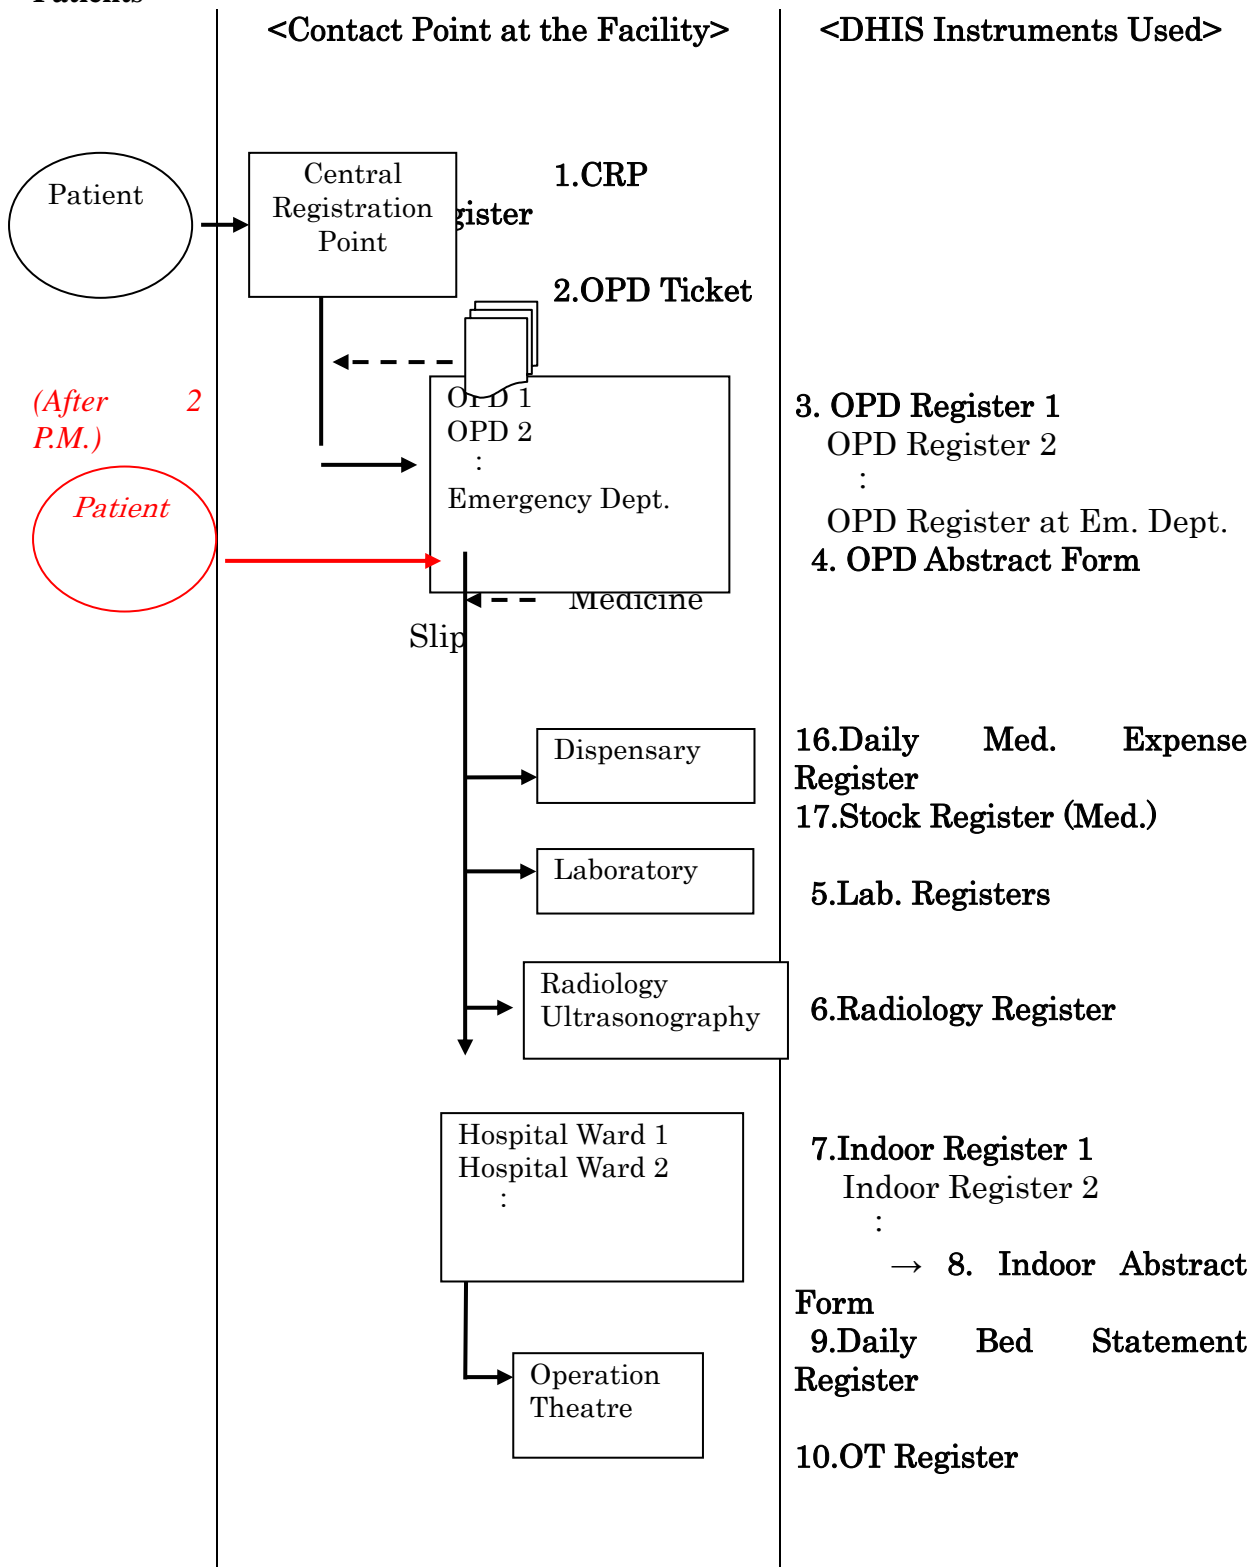 Patients
<Contact Point at the Facility>
<DHIS Instruments Used>
Patient
Central
Registration
Point
1.CRP
gister
2.OPD Ticket
(After 2
P.M.)
Patient
OPD 1
OPD 2
:
Emergency Dept.
3. OPD Register 1
OPD Register 2
:
OPD Register at Em. Dept.
4. OPD Abstract Form
Medicine
Slip
Dispensary
16.Daily Med. Expense
Register
17.Stock Register (Med.)
Laboratory
5.Lab. Registers
Radiology
Ultrasonography
6.Radiology Register
Hospital Ward 1
Hospital Ward 2
:
7.Indoor Register 1
Indoor Register 2
:
→ 8. Indoor Abstract
Form
9.Daily Bed Statement
Register
Operation
Theatre
10.OT Register